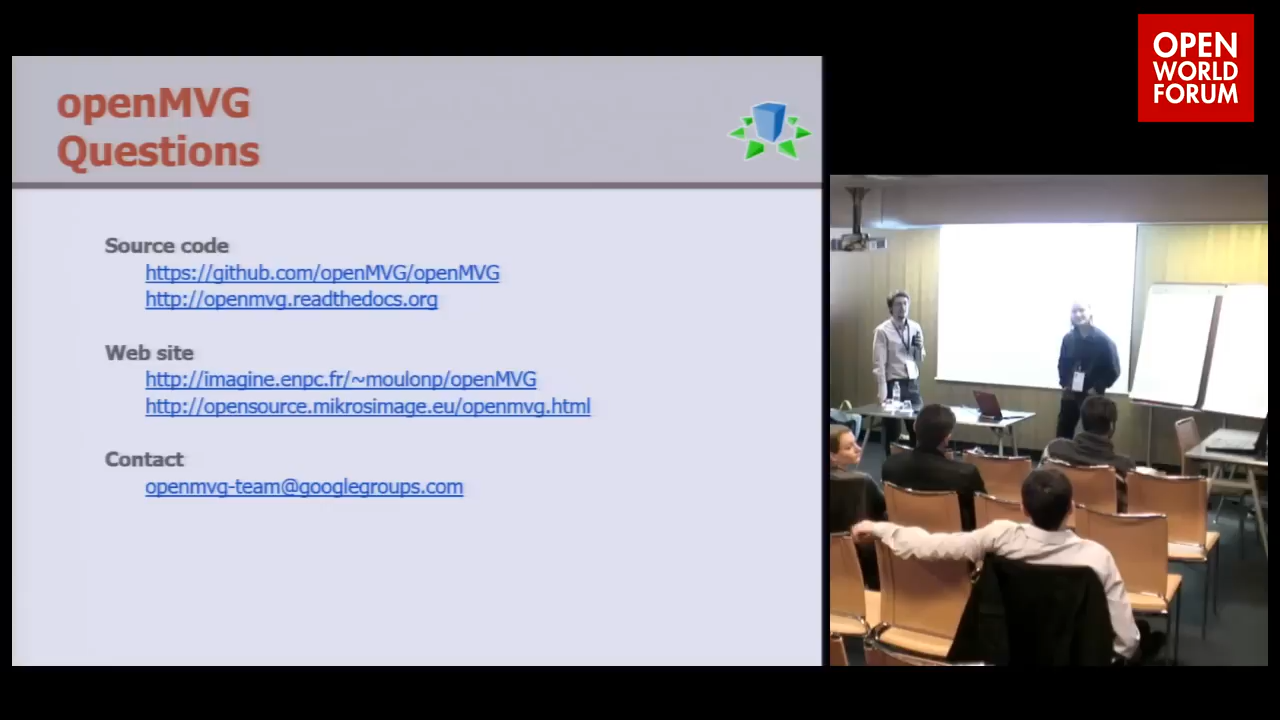 openMVG
Questions
Source code
https://github.com/openMVG/openMVG
http://openmvg.readthedocs.org
Web site
http://imagine.enpc.fr/~moulonp/openMVG
http://opensource.mikrosimage.eu/openmvg.html
Contact
openmvg-team@googlegroups.com
OPEN
WORLD
FORUM